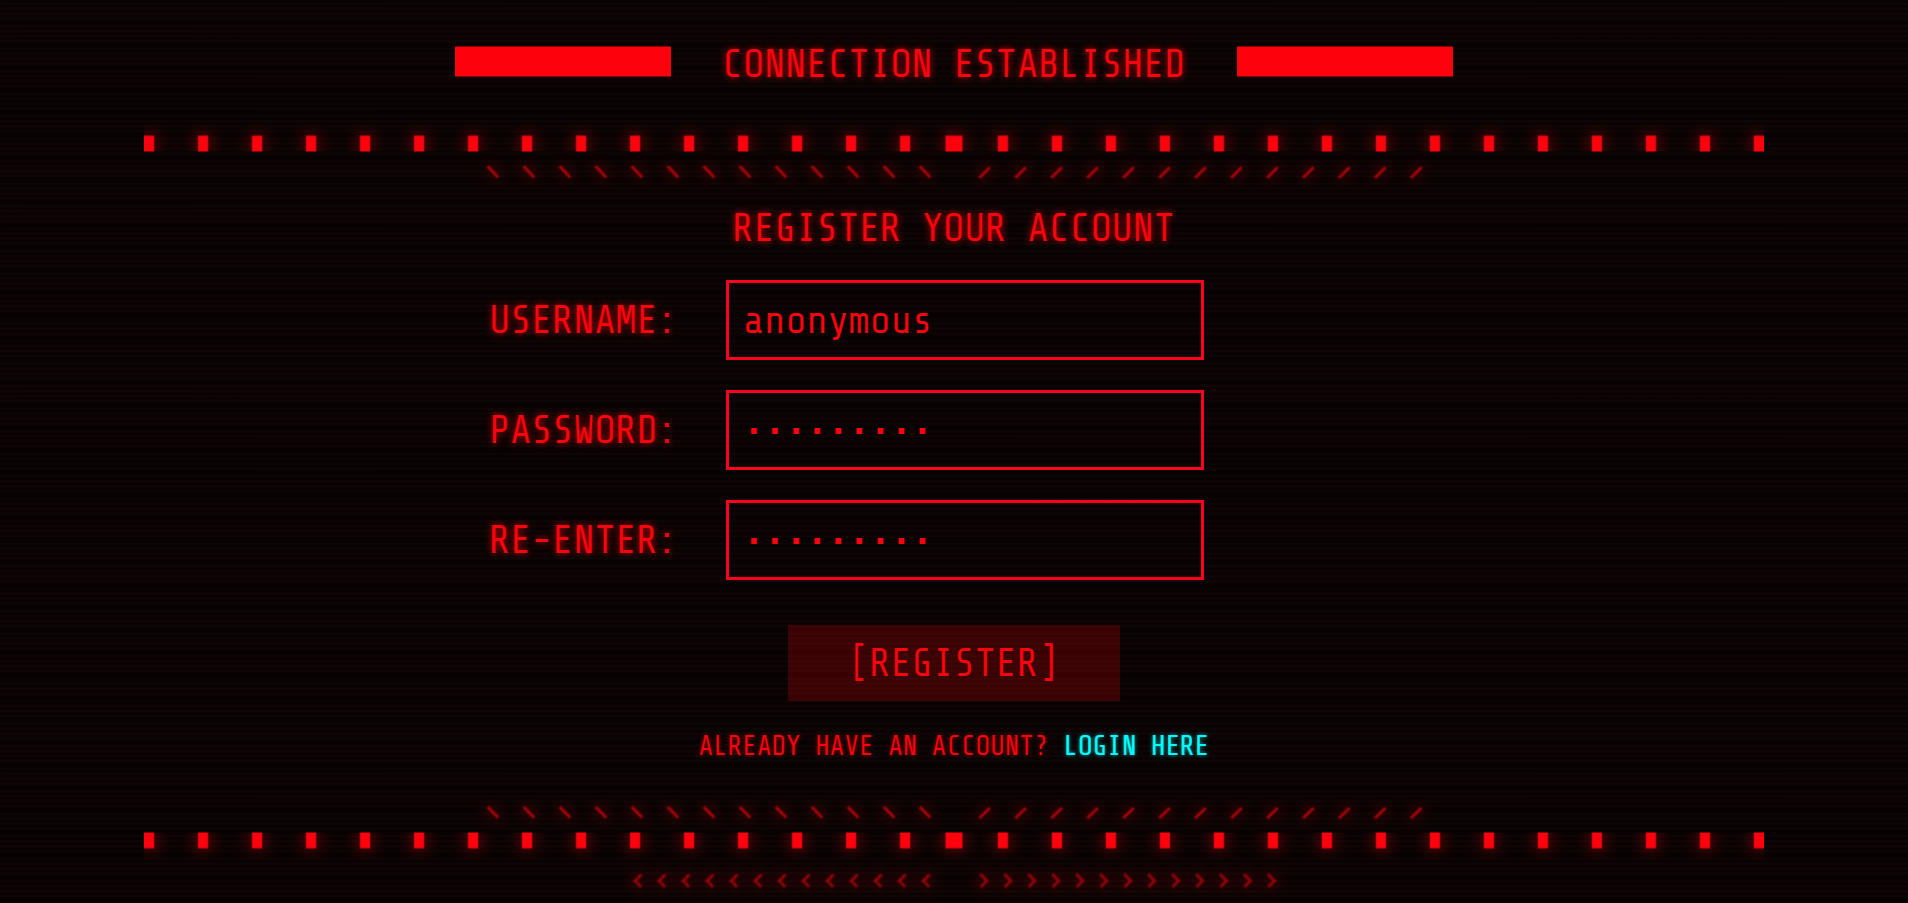 CONNECTION ESTABLISHED
REGISTER YOUR ACCOUNT
USERNAME: anonymous
PASSWORD: •••••••••
RE-ENTER: •••••••••
[REGISTER]
ALREADY HAVE AN ACCOUNT? LOGIN HERE